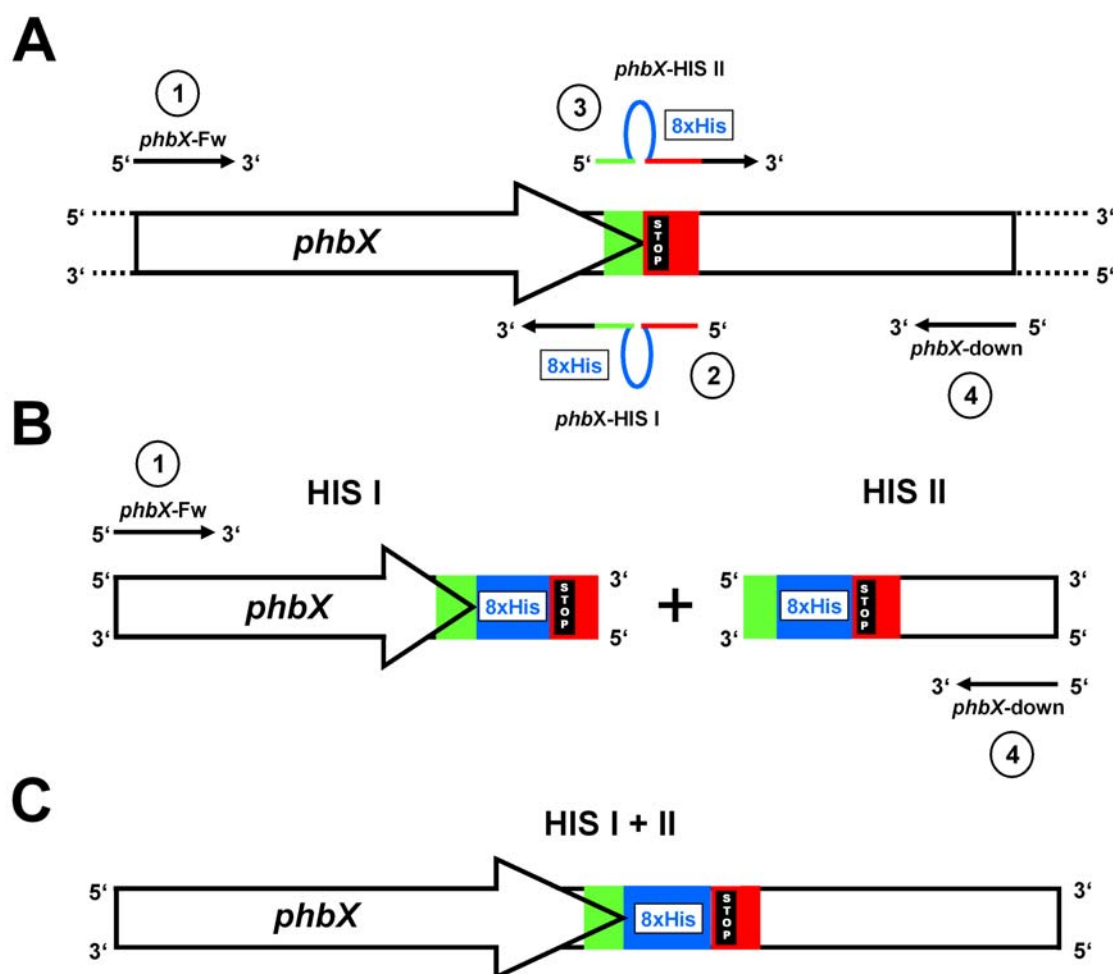 A
phbX-HIS II
1
3
8xHis
phbX-Fw
5‘ 3‘
5‘ 3‘
5‘ 3‘
phbX
STOP
3‘ 5‘
3‘ 5‘
3‘ 5‘
8xHis
phbX-down
2
4
phbX-HIS I
B
1
HIS I
HIS II
phbX-Fw
5‘ 3‘
5‘ 3‘
5‘ 3‘
phbX
8xHis
STOP
+
8xHis
STOP
3‘ 5‘
3‘ 5‘
3‘ 5‘
phbX-down
4
C
HIS I + II
5‘ 3‘
phbX
8xHis
STOP
3‘ 5‘